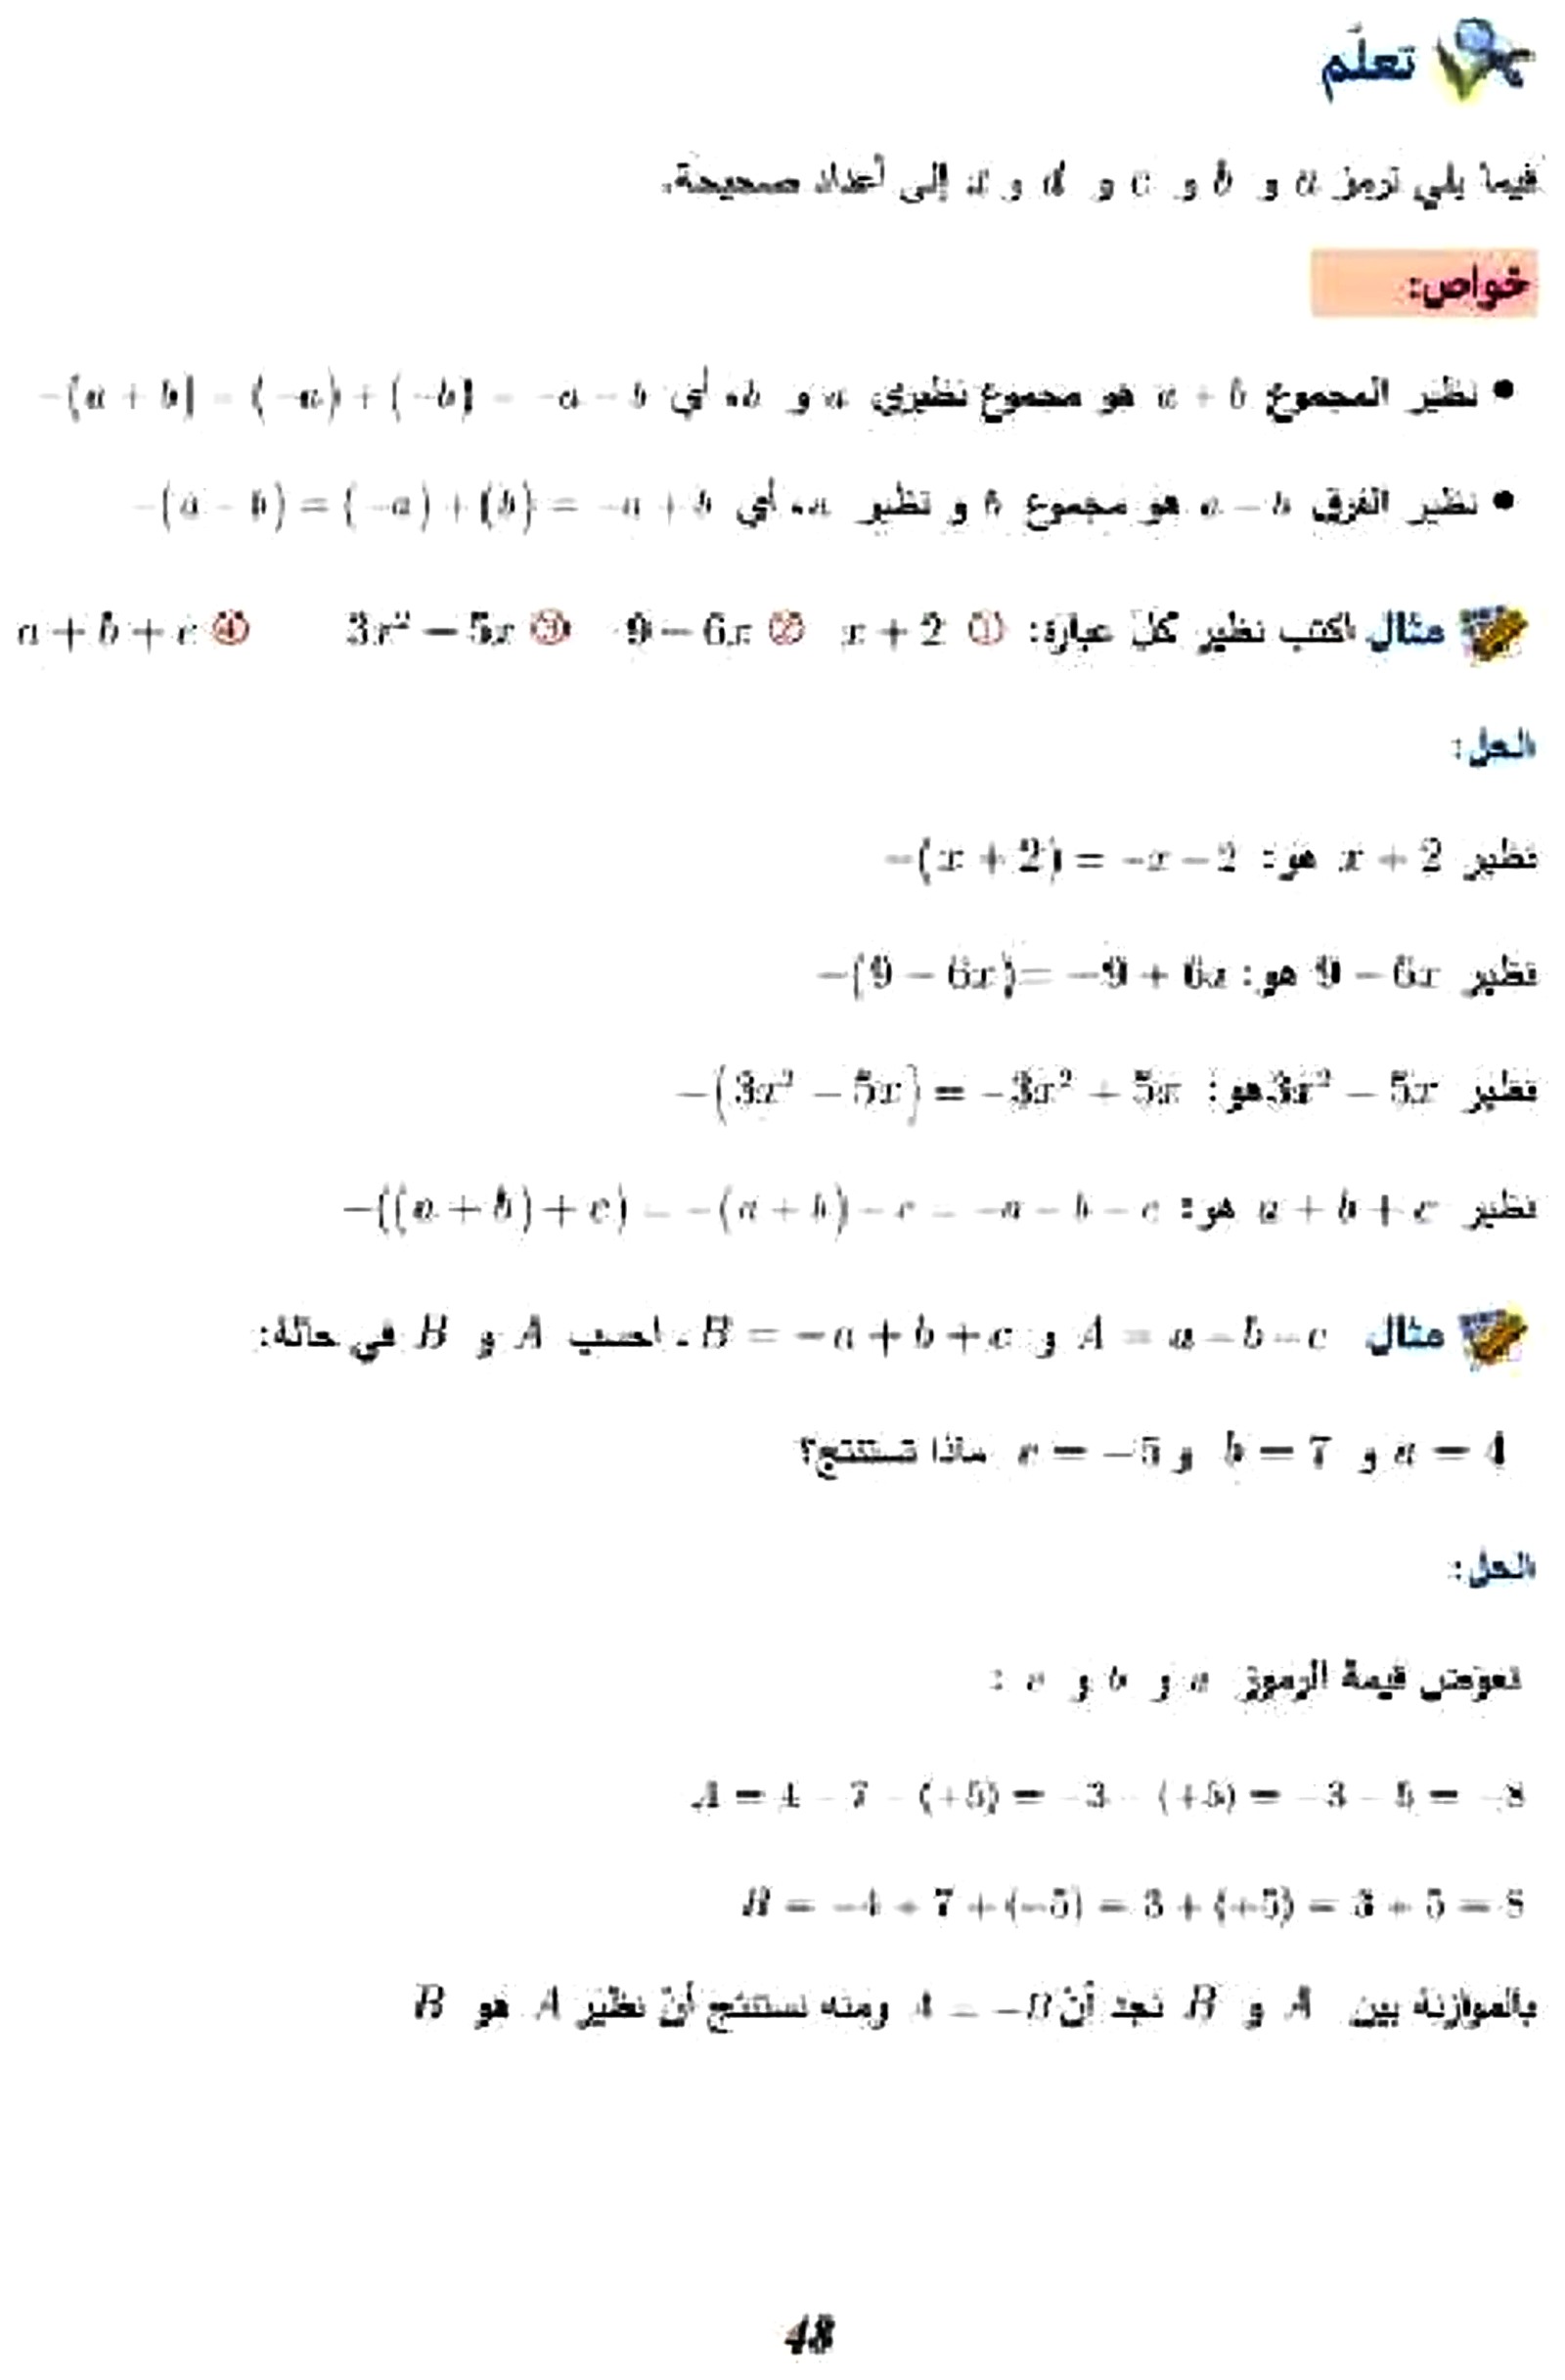 تعلّم
فيما يلي ترمز a و b و c و d و x إلى أعداد صحيحة.
خواص:
• نظير المجموع a + b هو مجموع نظيري a و b، أي -(a + b) = (-a) + (-b) = -a - b
• نظير الفرق a - b هو مجموع b و نظير a، أي -(a - b) = (-a) + (b) = -a + b
مثال اكتب نظير كلّ عبارة: ① x + 2 ② 9 - 6x ③ 3x² - 5x ④ a + b + c
الحل:
نظير x + 2 هو: -(x + 2) = -x - 2
نظير 9 - 6x هو: -(9 - 6x) = -9 + 6x
نظير 3x² - 5x هو: -(3x² - 5x) = -3x² + 5x
نظير a + b + c هو: -((a + b) + c) = -(a + b) - c = -a - b - c
مثال A = a - b - c و B = -a + b + c، احسب A و B في حالة:
a = 4 و b = 7 و c = -5 ماذا تستنتج؟
الحل:
نعوّض قيمة الرموز a و b و c :
A = 4 - 7 - (+5) = -3 - (+5) = -3 - 5 = -8
B = -4 + 7 + (-5) = 3 + (+5) = 3 + 5 = 8
بالموازنة بين A و B نجد أنّ A = -B ومنه نستنتج أنّ نظير A هو B
48